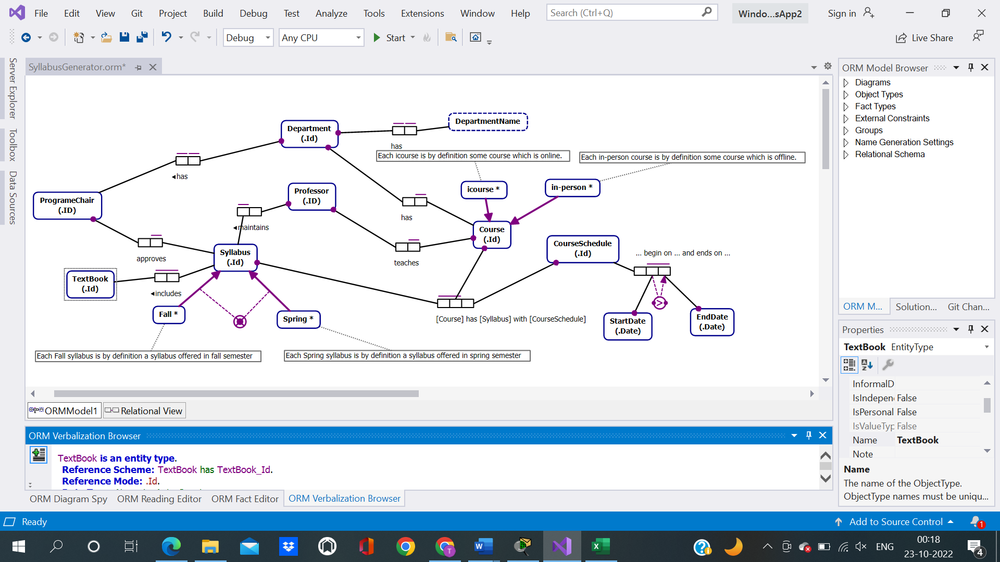 File Edit View Git Project Build Debug Test Analyze Tools Extensions Window Help Search (Ctrl+Q) Windo...sApp2 Sign in
Debug Any CPU Start Live Share
Server Explorer
Toolbox
Data Sources
SyllabusGenerator.orm*
DepartmentName
Department
(.Id)
has
Each icourse is by definition some course which is online.
Each in-person course is by definition some course which is offline.
◄has
icourse *
in-person *
Professor
(.ID)
ProgrameChair
(.ID)
has
◄maintains
Course
(.Id)
CourseSchedule
(.Id)
... begin on ... and ends on ...
Syllabus
(.Id)
approves
teaches
TextBook
(.Id)
◄includes
Fall *
Spring *
[Course] has [Syllabus] with [CourseSchedule]
>
StartDate
(.Date)
EndDate
(.Date)
Each Fall syllabus is by definition a syllabus offered in fall semester
Each Spring syllabus is by definition a syllabus offered in spring semester
ORMModel1 Relational View
ORM Verbalization Browser
TextBook is an entity type.
Reference Scheme: TextBook has TextBook_Id.
Reference Mode: .Id.
ORM Diagram Spy ORM Reading Editor ORM Fact Editor ORM Verbalization Browser
ORM Model Browser
Diagrams
Object Types
Fact Types
External Constraints
Groups
Name Generation Settings
Relational Schema
ORM M... Solution... Git Chan...
Properties
TextBook EntityType
InformalD
IsIndepen False
IsPersonal False
IsValueTyp False
Name TextBook
Note
Name
The name of the ObjectType.
ObjectType names must be uniqu...
Ready Add to Source Control 1
ENG
00:18
23-10-2022
4